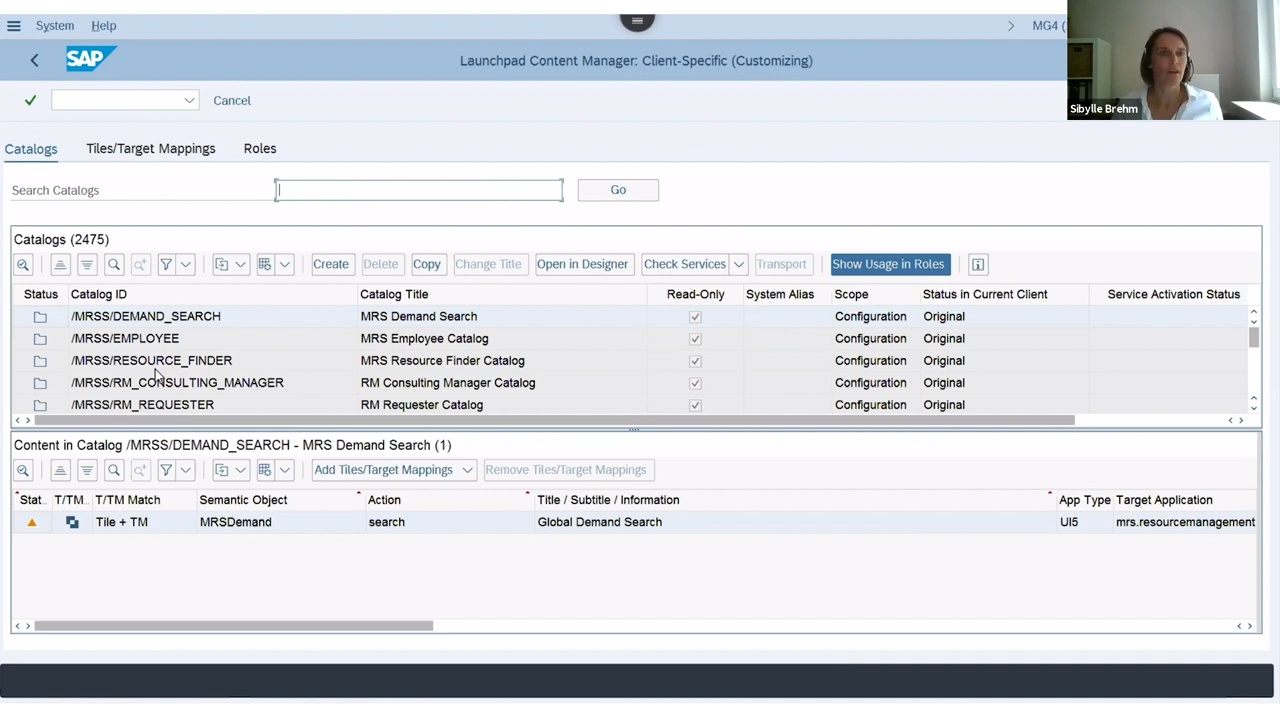 System Help MG4 (
SAP Launchpad Content Manager: Client-Specific (Customizing)
Cancel
Sibylle Brehm
Catalogs Tiles/Target Mappings Roles
Search Catalogs Go
Catalogs (2475)
Create Delete Copy Change Title Open in Designer Check Services Transport Show Usage in Roles
Status Catalog ID Catalog Title Read-Only System Alias Scope Status in Current Client Service Activation Status
/MRSS/DEMAND_SEARCH MRS Demand Search Configuration Original
/MRSS/EMPLOYEE MRS Employee Catalog Configuration Original
/MRSS/RESOURCE_FINDER MRS Resource Finder Catalog Configuration Original
/MRSS/RM_CONSULTING_MANAGER RM Consulting Manager Catalog Configuration Original
/MRSS/RM_REQUESTER RM Requester Catalog Configuration Original
Content in Catalog /MRSS/DEMAND_SEARCH - MRS Demand Search (1)
Add Tiles/Target Mappings Remove Tiles/Target Mappings
Stat.. T/TM.. T/TM Match Semantic Object Action Title / Subtitle / Information App Type Target Application
Tile + TM MRSDemand search Global Demand Search UI5 mrs.resourcemanagement